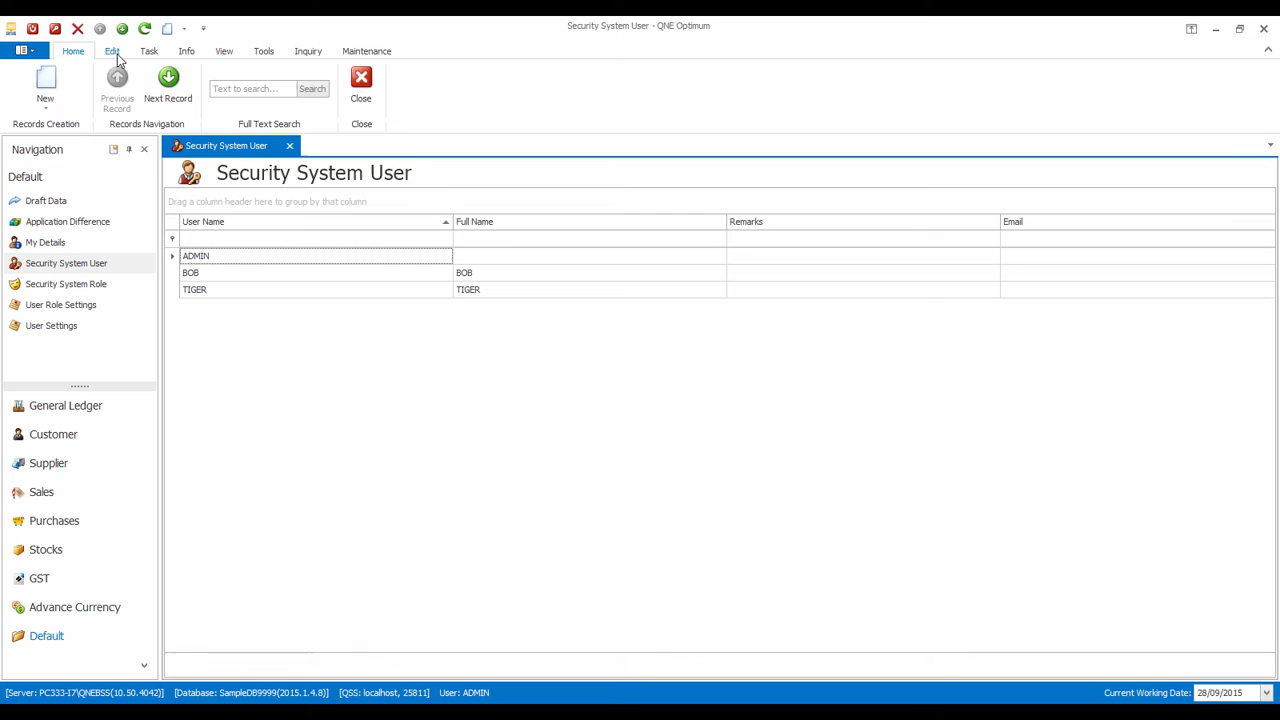 Security System User - QNE Optimum
Home Edit Task Info View Tools Inquiry Maintenance
New
Previous Record
Next Record
Text to search... Search
Close
Records Creation
Records Navigation
Full Text Search
Close
Navigation
Default
Draft Data
Application Difference
My Details
Security System User
Security System Role
User Role Settings
User Settings
General Ledger
Customer
Supplier
Sales
Purchases
Stocks
GST
Advance Currency
Default
Security System User
Security System User
Drag a column header here to group by that column
User Name Full Name Remarks Email
ADMIN
BOB BOB
TIGER TIGER
[Server: PC333-I7\QNEBSS(10.50.4042)] [Database: SampleDB9999(2015.1.4.8)] [QSS: localhost, 25811] User: ADMIN
Current Working Date: 28/09/2015